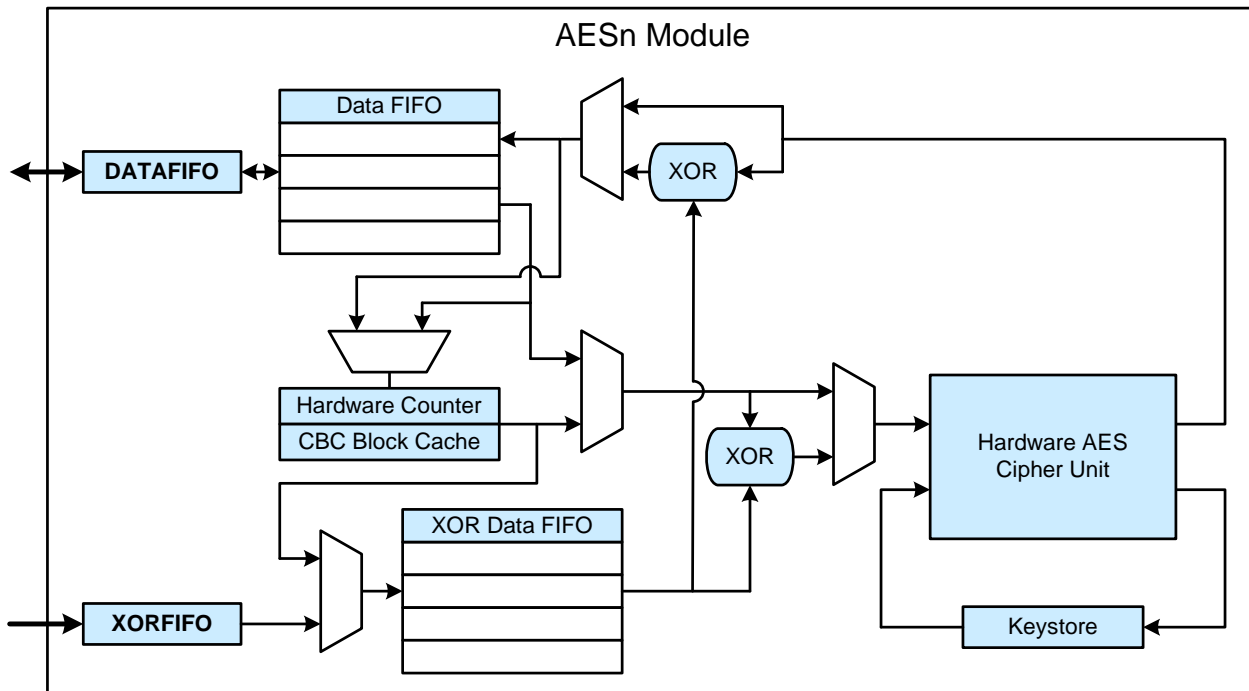 AESn Module
Data FIFO
DATAFIFO
XOR
Hardware Counter
CBC Block Cache
XOR
Hardware AES
Cipher Unit
XOR Data FIFO
XORFIFO
Keystore